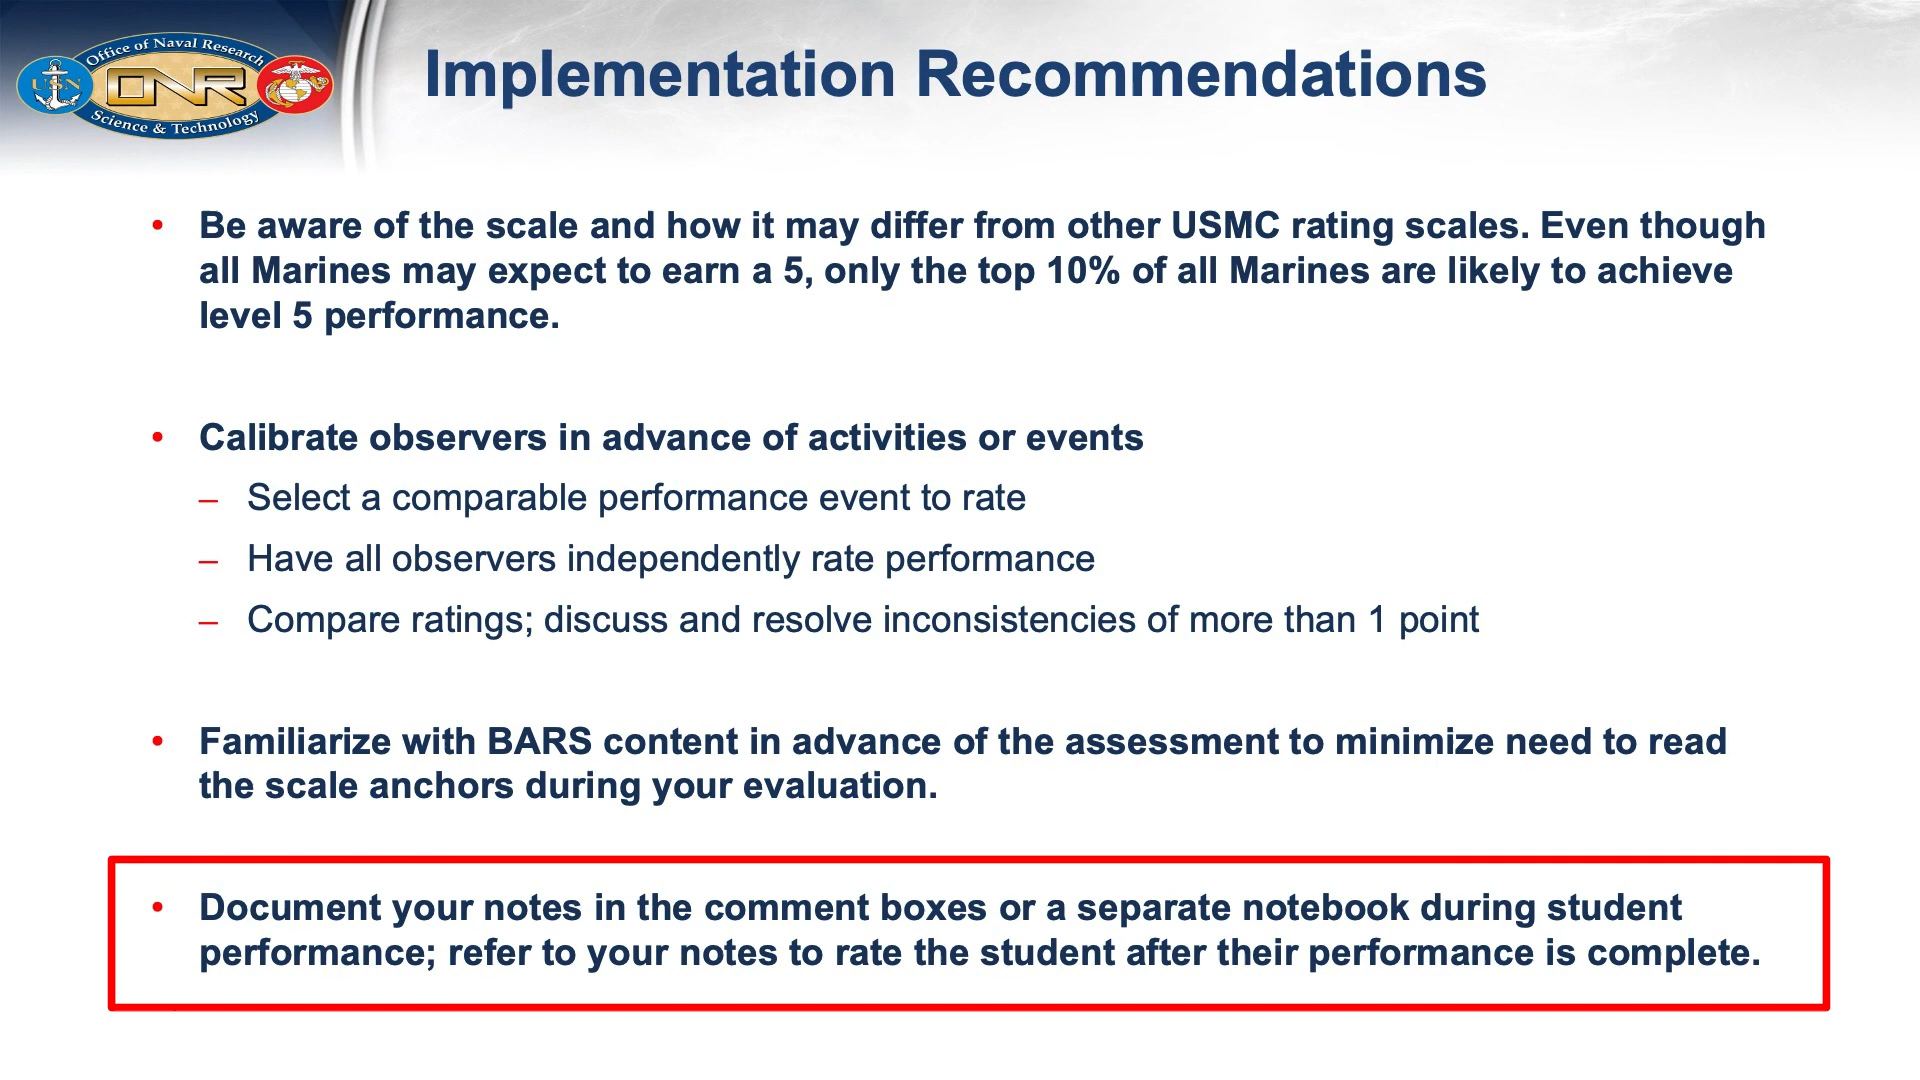 Office of Naval Research
USN
ONR
Science & Technology
Implementation Recommendations
• Be aware of the scale and how it may differ from other USMC rating scales. Even though
all Marines may expect to earn a 5, only the top 10% of all Marines are likely to achieve
level 5 performance.
• Calibrate observers in advance of activities or events
– Select a comparable performance event to rate
– Have all observers independently rate performance
– Compare ratings; discuss and resolve inconsistencies of more than 1 point
• Familiarize with BARS content in advance of the assessment to minimize need to read
the scale anchors during your evaluation.
• Document your notes in the comment boxes or a separate notebook during student
performance; refer to your notes to rate the student after their performance is complete.